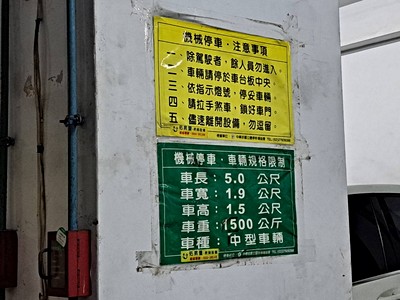 機械停車．注意事項
一、除駕駛者，餘人員勿進入。
二、車輛請停於車台板中央。
三、依指示燈號，停妥車輛。
四、請拉手煞車，鎖好車門。
五、儘速離開設備，勿逗留。
機械停車．車輛規格限制
車長：5.0 公尺
車寬：1.9 公尺
車高：1.5 公尺
車重：1500公斤
車種：中型車輛